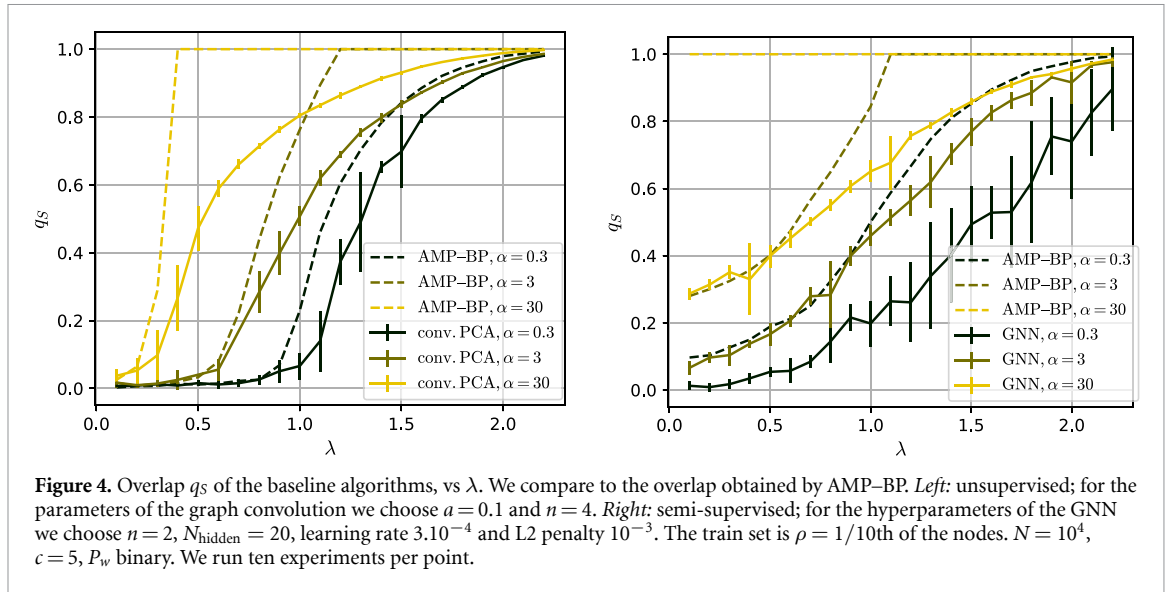 1.0
0.8
0.6
0.4
0.2
0.0
qS
0.0 0.5 1.0 1.5 2.0
λ
AMP–BP, α = 0.3
AMP–BP, α = 3
AMP–BP, α = 30
conv. PCA, α = 0.3
conv. PCA, α = 3
conv. PCA, α = 30
1.0
0.8
0.6
0.4
0.2
0.0
qS
0.0 0.5 1.0 1.5 2.0
λ
AMP–BP, α = 0.3
AMP–BP, α = 3
AMP–BP, α = 30
GNN, α = 0.3
GNN, α = 3
GNN, α = 30
Figure 4. Overlap qS of the baseline algorithms, vs λ. We compare to the overlap obtained by AMP–BP. Left: unsupervised; for the
parameters of the graph convolution we choose a = 0.1 and n = 4. Right: semi-supervised; for the hyperparameters of the GNN
we choose n = 2, Nhidden = 20, learning rate 3.10⁻⁴ and L2 penalty 10⁻³. The train set is ρ = 1/10th of the nodes. N = 10⁴,
c = 5, Pw binary. We run ten experiments per point.